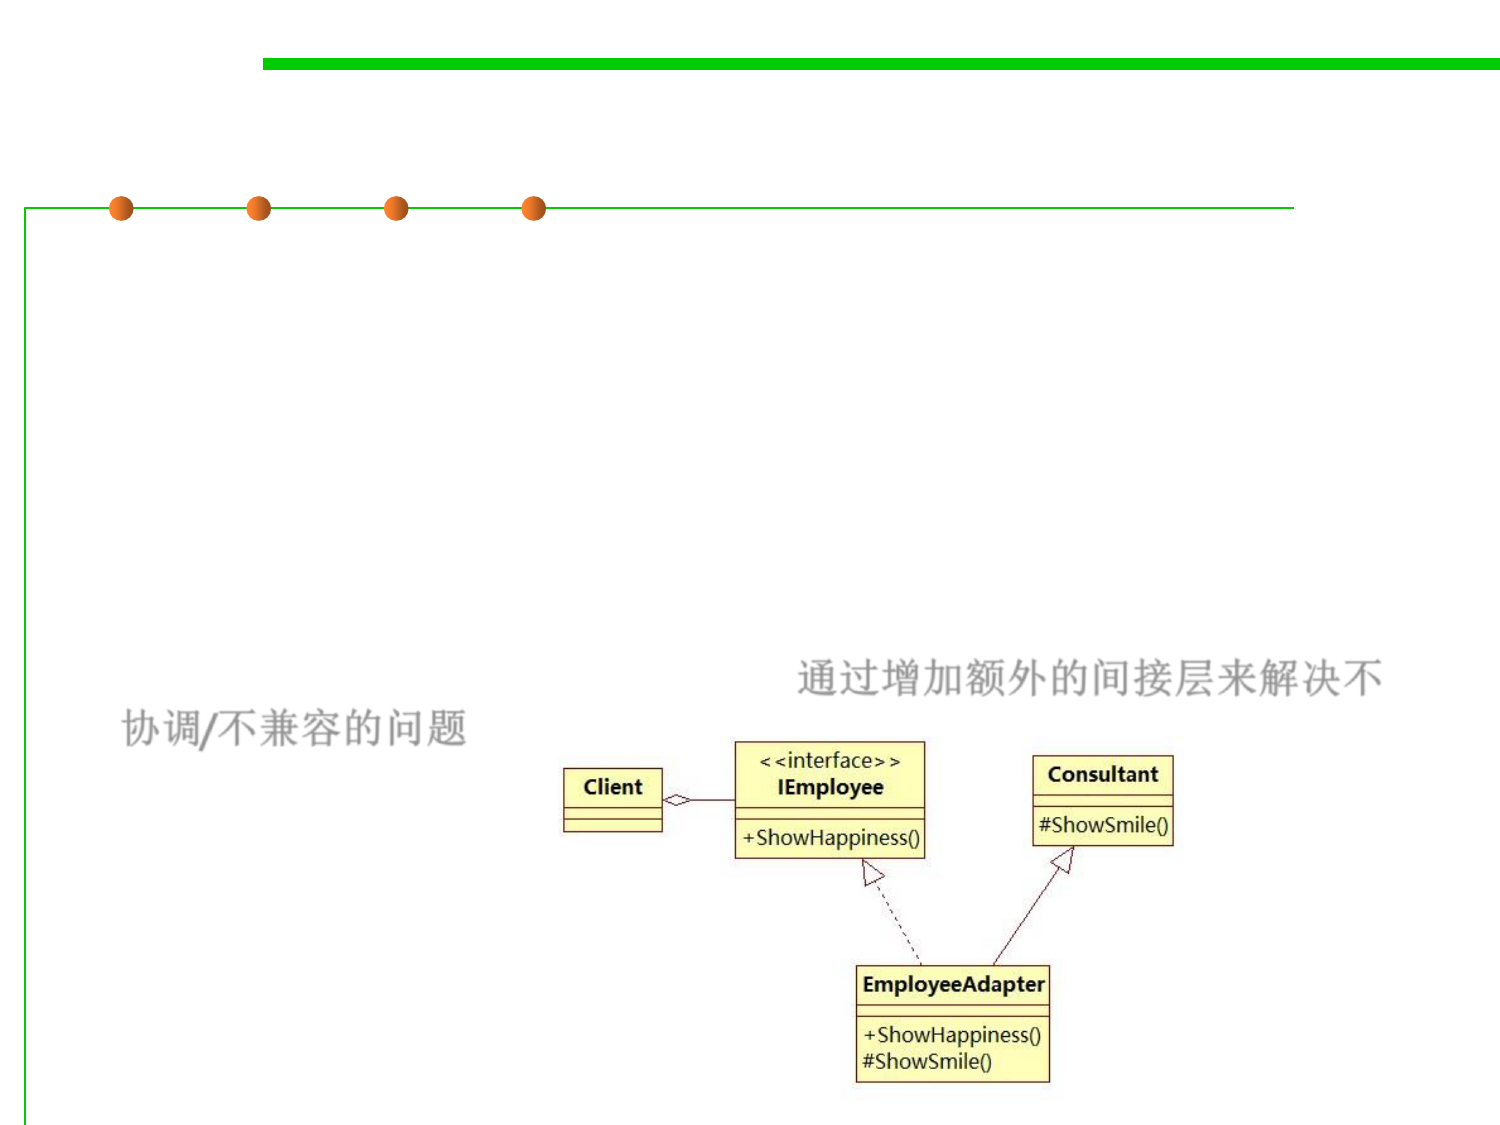 通过增加额外的间接层来解决不
协调/不兼容的问题
<<interface>>
IEmployee
+ShowHappiness()
Client
Consultant
#ShowSmile()
EmployeeAdapter
+ShowHappiness()
#ShowSmile()